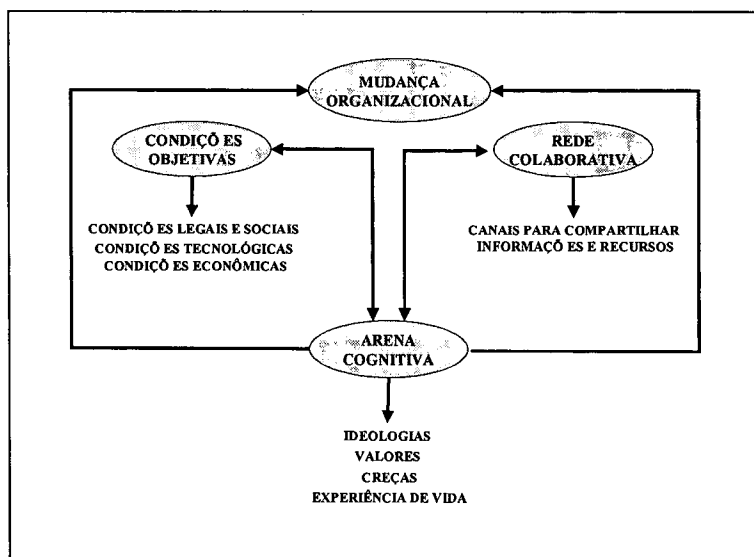 MUDANÇA
ORGANIZACIONAL
CONDIÇÕ ES
OBJETIVAS
REDE
COLABORATIVA
CONDIÇÕ ES LEGAIS E SOCIAIS
CONDIÇÕ ES TECNOLÓGICAS
CONDIÇÕ ES ECONÔMICAS
CANAIS PARA COMPARTILHAR
INFORMAÇÕ ES E RECURSOS
ARENA
COGNITIVA
IDEOLOGIAS
VALORES
CREÇAS
EXPERIÊNCIA DE VIDA